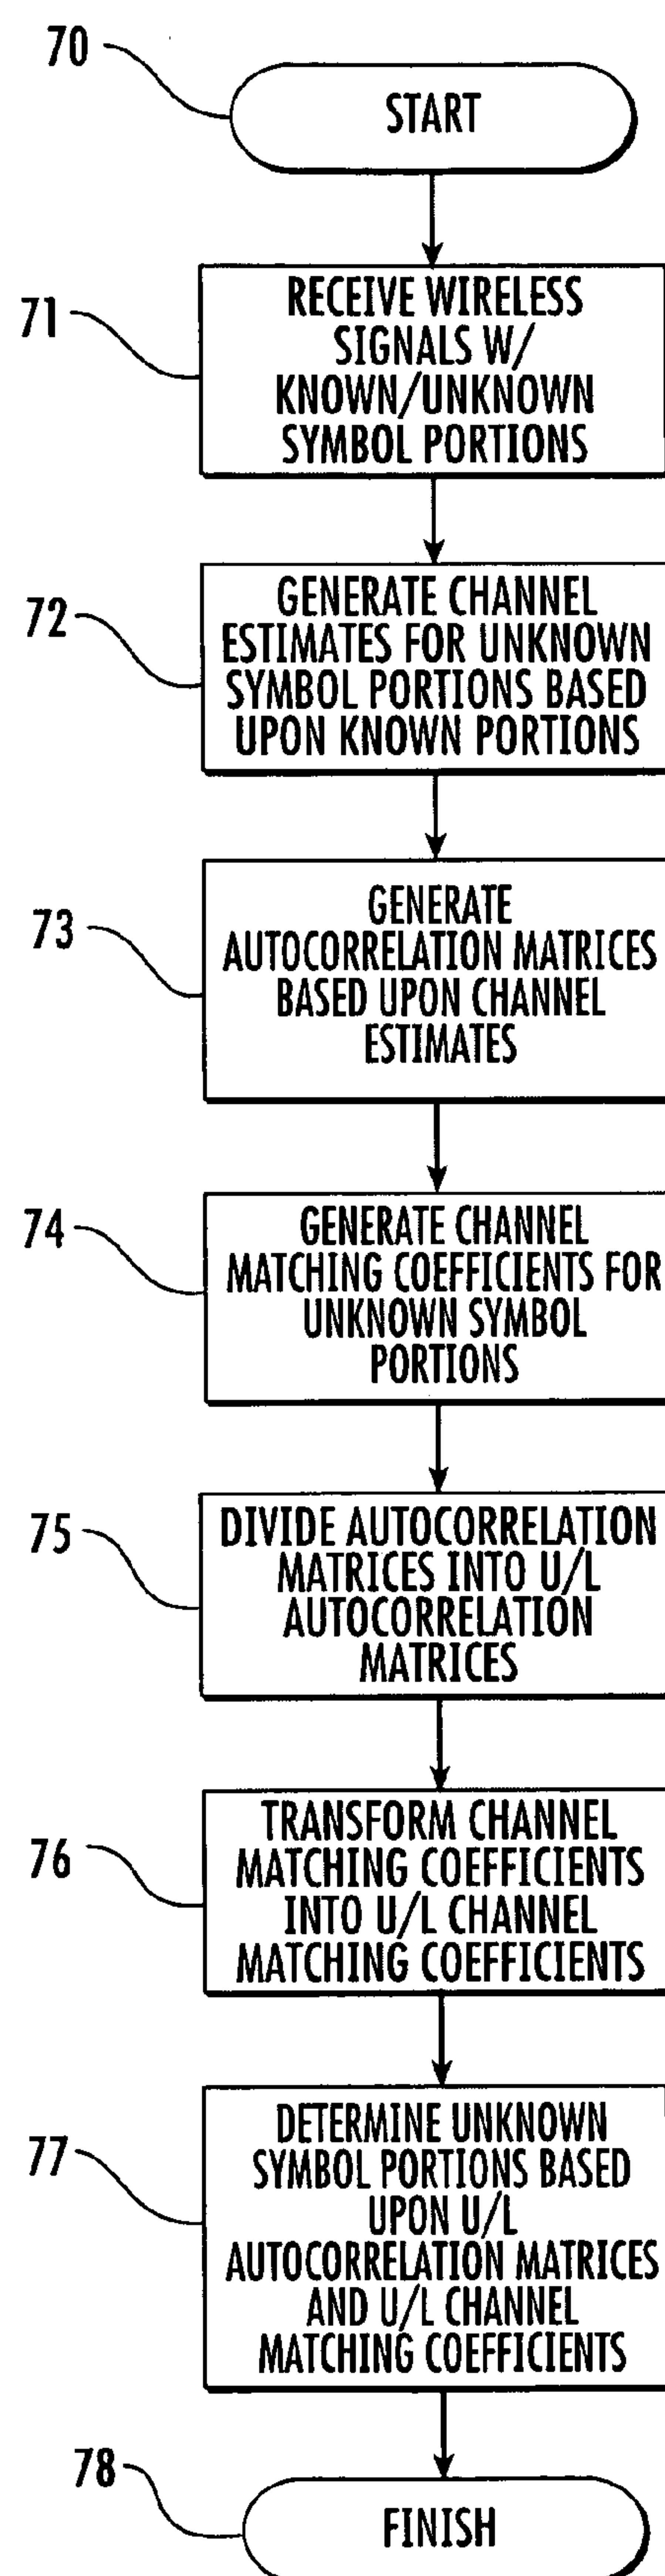 70
START
71
RECEIVE WIRELESS
SIGNALS W/
KNOWN/UNKNOWN
SYMBOL PORTIONS
72
GENERATE CHANNEL
ESTIMATES FOR UNKNOWN
SYMBOL PORTIONS BASED
UPON KNOWN PORTIONS
73
GENERATE
AUTOCORRELATION MATRICES
BASED UPON CHANNEL
ESTIMATES
74
GENERATE CHANNEL
MATCHING COEFFICIENTS FOR
UNKNOWN SYMBOL
PORTIONS
75
DIVIDE AUTOCORRELATION
MATRICES INTO U/L
AUTOCORRELATION
MATRICES
76
TRANSFORM CHANNEL
MATCHING COEFFICIENTS
INTO U/L CHANNEL
MATCHING COEFFICIENTS
77
DETERMINE UNKNOWN
SYMBOL PORTIONS BASED
UPON U/L
AUTOCORRELATION MATRICES
AND U/L CHANNEL
MATCHING COEFFICIENTS
78
FINISH